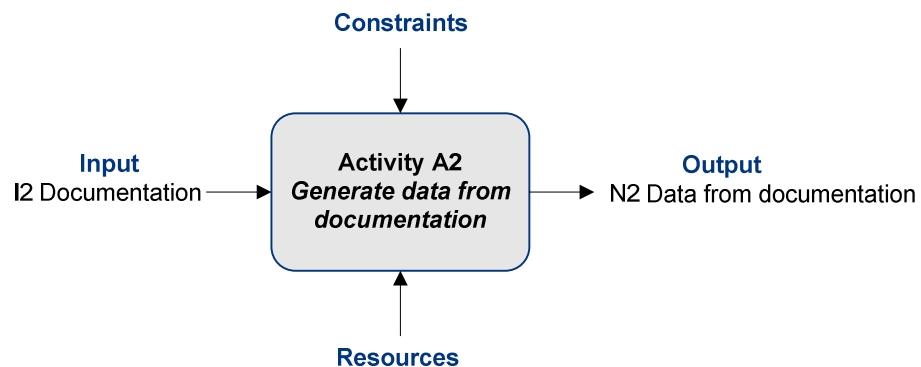 Constraints
Input
I2 Documentation
Activity A2
Generate data from
documentation
Output
N2 Data from documentation
Resources